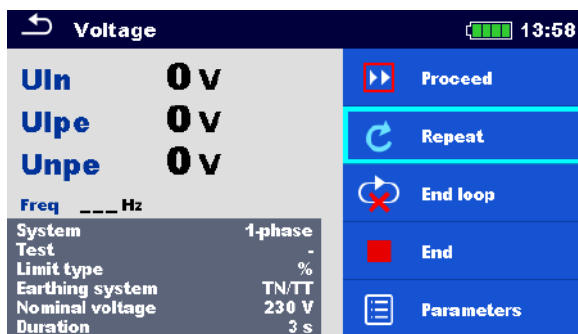 Voltage 13:58
Uln 0 V
Ulpe 0 V
Unpe 0 V
Freq ___ Hz
System 1-phase
Test -
Limit type %
Earthing system TN/TT
Nominal voltage 230 V
Duration 3 s
Proceed
Repeat
End loop
End
Parameters